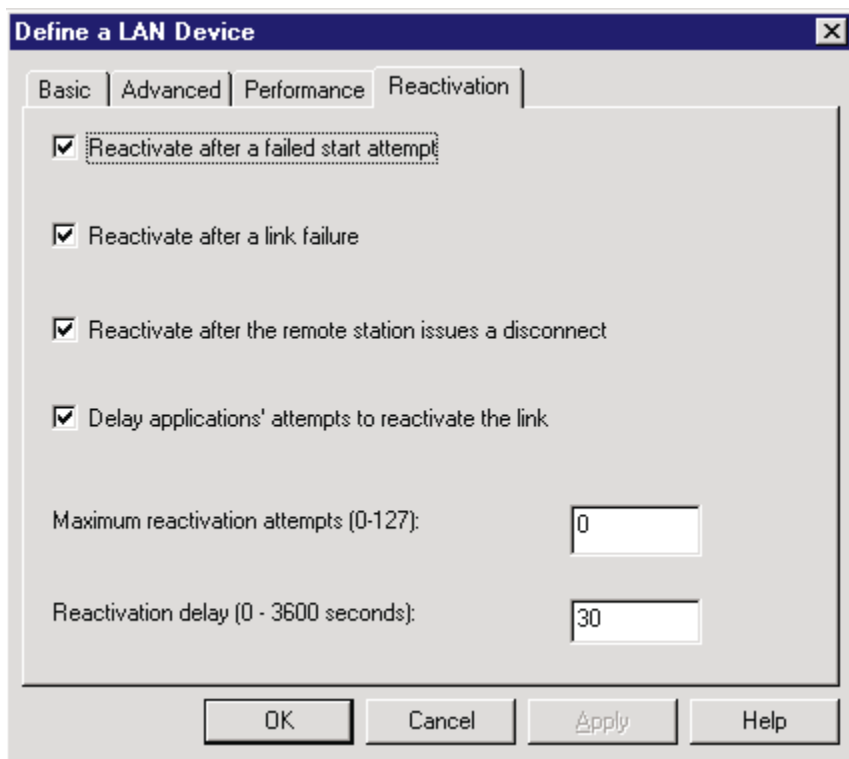 Define a LAN Device
Basic Advanced Performance Reactivation
Reactivate after a failed start attempt
Reactivate after a link failure
Reactivate after the remote station issues a disconnect
Delay applications' attempts to reactivate the link
Maximum reactivation attempts (0-127): 0
Reactivation delay (0 - 3600 seconds): 30
OK Cancel Apply Help